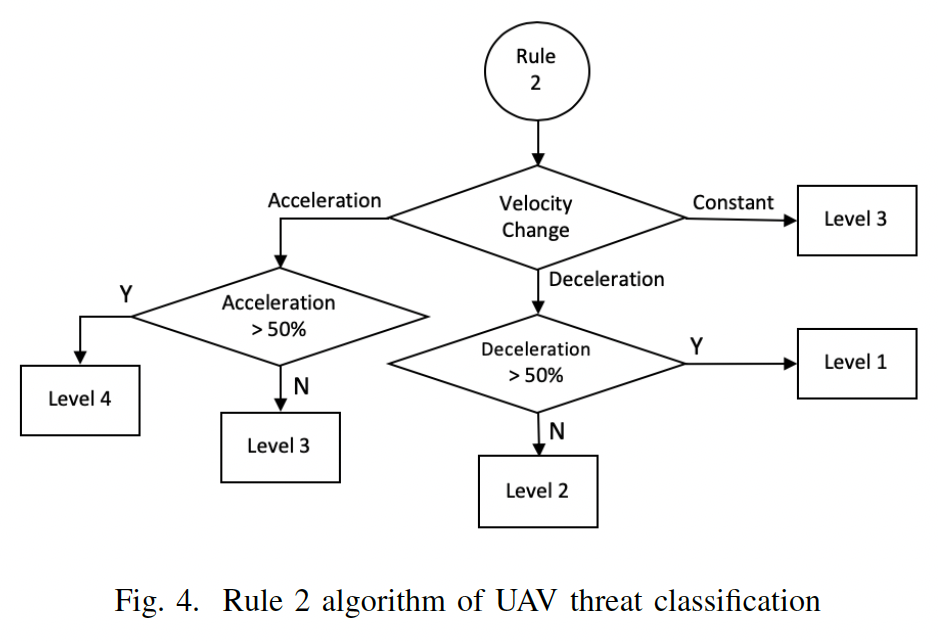 Rule
2
Acceleration
Velocity
Change
Constant
Level 3
Deceleration
Y
Acceleration
> 50%
Deceleration
> 50%
Y
Level 1
Level 4
N
Level 3
N
Level 2
Fig. 4. Rule 2 algorithm of UAV threat classification